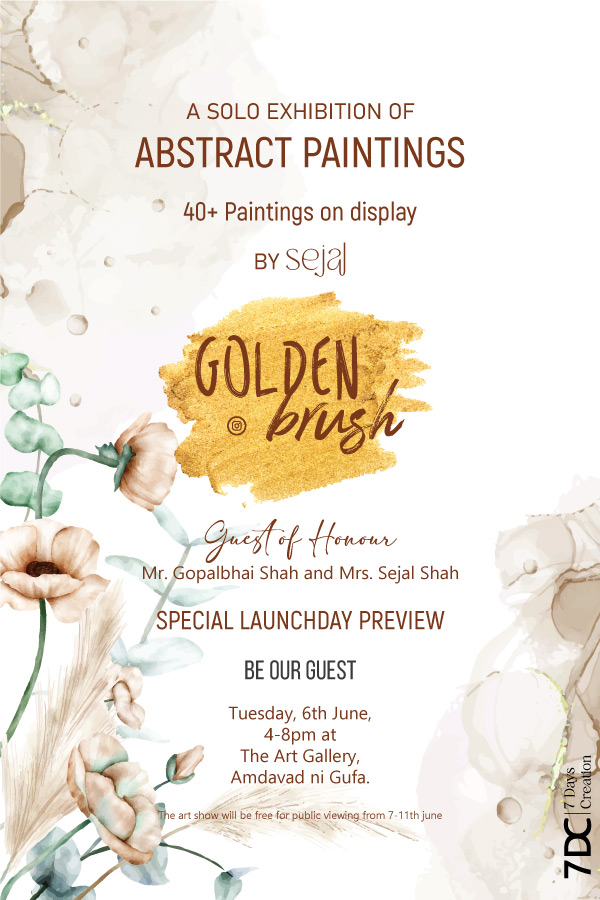 A SOLO EXHIBITION OF
ABSTRACT PAINTINGS
40+ Paintings on display
BY sejal
GOLDEN
brush
Guest of Honour
Mr. Gopalbhai Shah and Mrs. Sejal Shah
SPECIAL LAUNCHDAY PREVIEW
BE OUR GUEST
Tuesday, 6th June,
4-8pm at
The Art Gallery,
Amdavad ni Gufa.
The art show will be free for public viewing from 7-11th june
7DC
7 Days
Creation